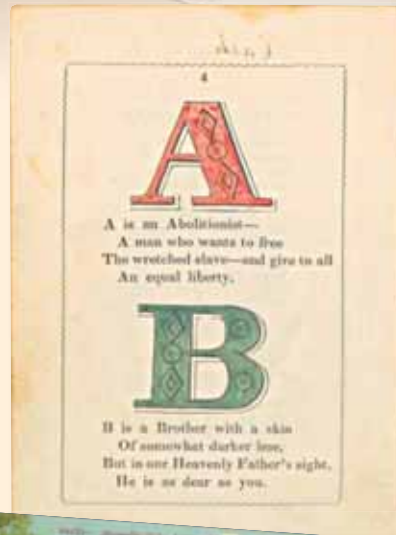 4
A
A is an Abolitionist—
A man who wants to free
The wretched slave—and give to all
An equal liberty.
B
B is a Brother with a skin
Of somewhat darker hue,
But in our Heavenly Father's sight,
He is as dear as you.